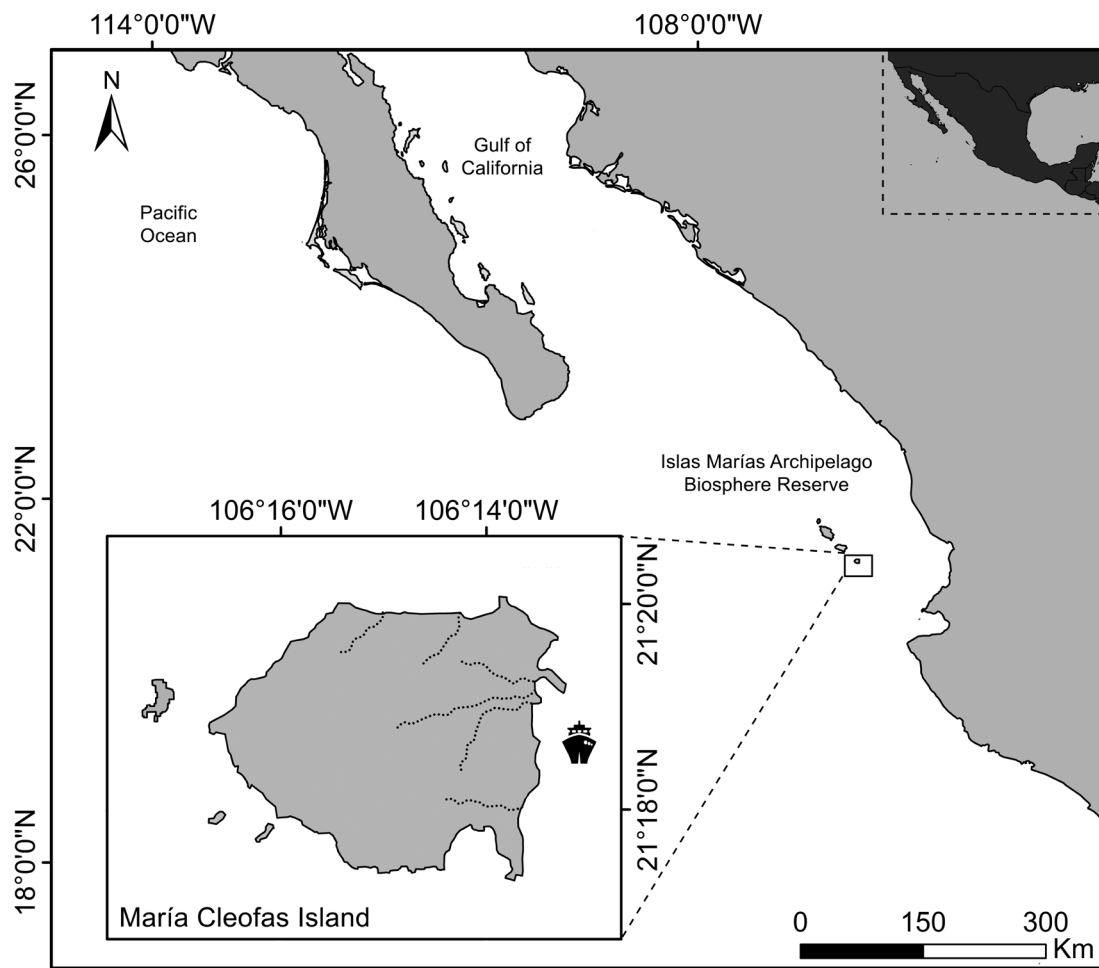 114°0'0"W
108°0'0"W
N
26°0'0"N
Gulf of
California
Pacific
Ocean
22°0'0"N
Islas Marías Archipelago
Biosphere Reserve
106°16'0"W
106°14'0"W
21°20'0"N
21°18'0"N
18°0'0"N
María Cleofas Island
0
150
300
Km